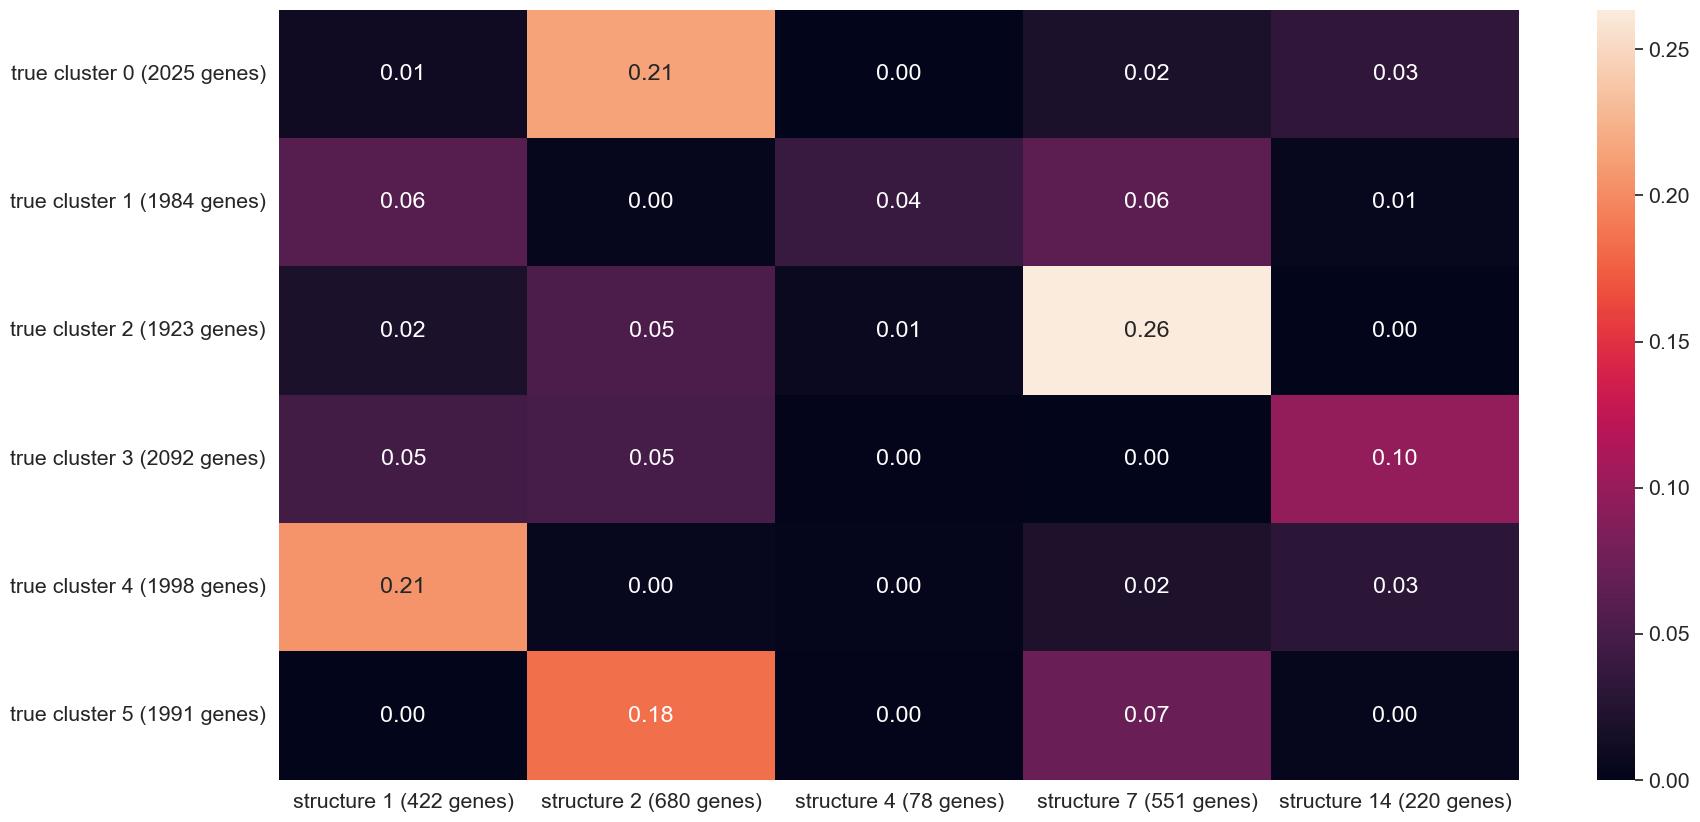 true cluster 0 (2025 genes) 0.01 0.21 0.00 0.02 0.03
true cluster 1 (1984 genes) 0.06 0.00 0.04 0.06 0.01
true cluster 2 (1923 genes) 0.02 0.05 0.01 0.26 0.00
true cluster 3 (2092 genes) 0.05 0.05 0.00 0.00 0.10
true cluster 4 (1998 genes) 0.21 0.00 0.00 0.02 0.03
true cluster 5 (1991 genes) 0.00 0.18 0.00 0.07 0.00
structure 1 (422 genes) structure 2 (680 genes) structure 4 (78 genes) structure 7 (551 genes) structure 14 (220 genes)
0.25
0.20
0.15
0.10
0.05
0.00